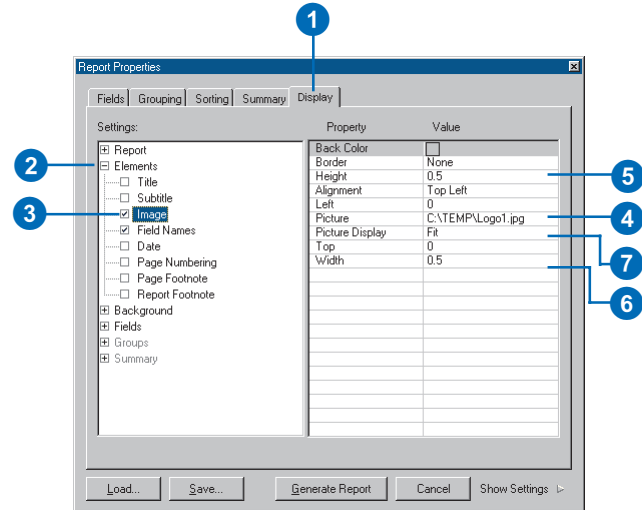 1
Report Properties
Fields Grouping Sorting Summary Display
Settings:
Property Value
2
3
Report
Elements
Title
Subtitle
Image
Field Names
Date
Page Numbering
Page Footnote
Report Footnote
Background
Fields
Groups
Summary
Back Color
Border None
Height 0.5
Alignment Top Left
Left 0
Picture C:\TEMP\Logo1.jpg
Picture Display Fit
Top 0
Width 0.5
5
4
7
6
Load... Save... Generate Report Cancel Show Settings